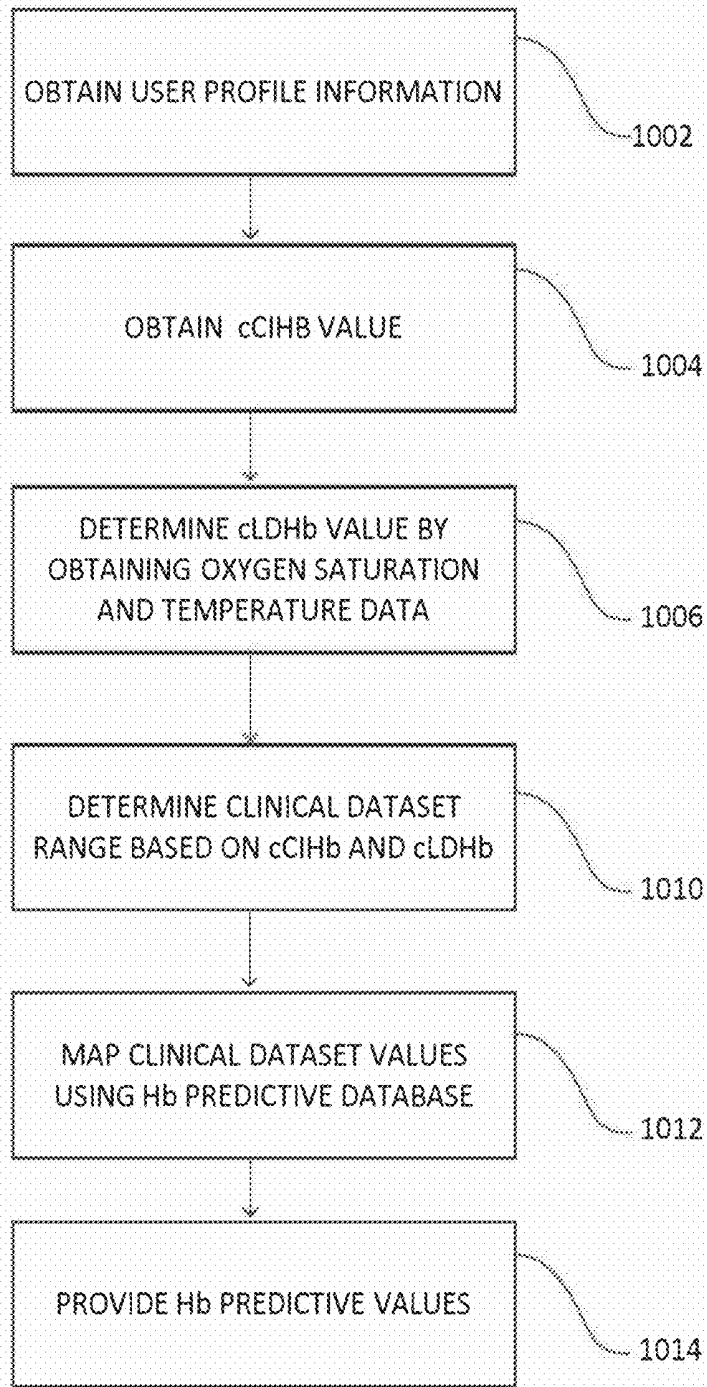 OBTAIN USER PROFILE INFORMATION
1002
OBTAIN cCIHB VALUE
1004
DETERMINE cLDHb VALUE BY
OBTAINING OXYGEN SATURATION
AND TEMPERATURE DATA
1006
DETERMINE CLINICAL DATASET
RANGE BASED ON cCIHb AND cLDHb
1010
MAP CLINICAL DATASET VALUES
USING Hb PREDICTIVE DATABASE
1012
PROVIDE Hb PREDICTIVE VALUES
1014